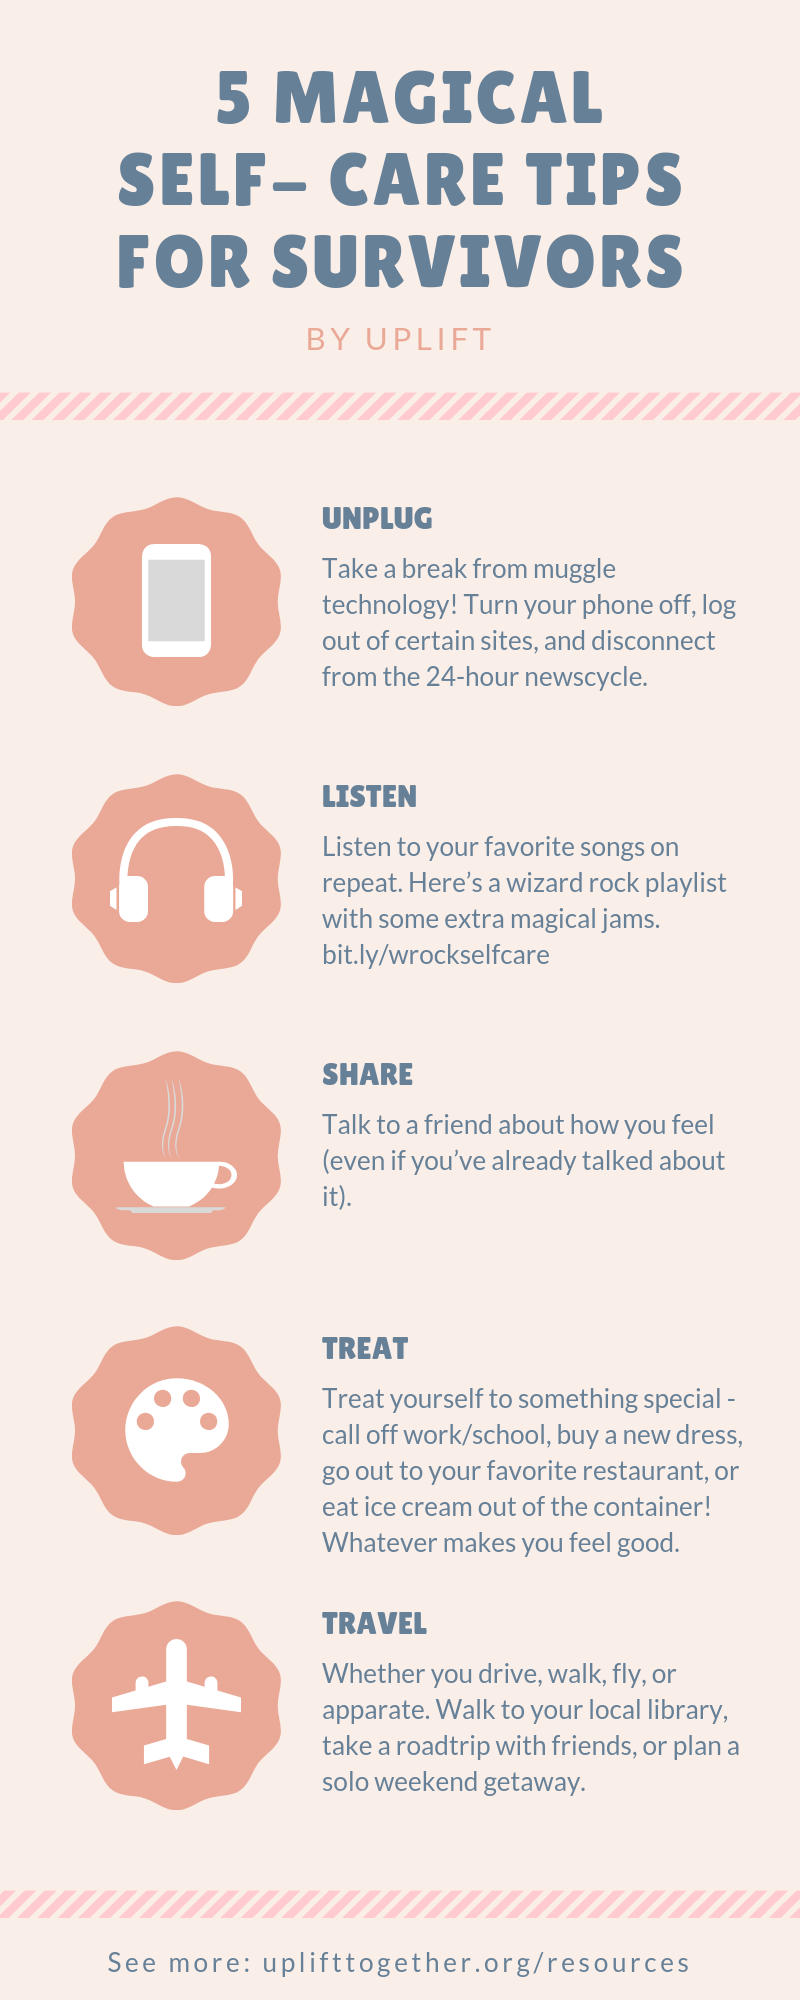 5 MAGICAL
SELF- CARE TIPS
FOR SURVIVORS
BY UPLIFT
UNPLUG
Take a break from muggle
technology! Turn your phone off, log
out of certain sites, and disconnect
from the 24-hour newscycle.
LISTEN
Listen to your favorite songs on
repeat. Here’s a wizard rock playlist
with some extra magical jams.
bit.ly/wrockselfcare
SHARE
Talk to a friend about how you feel
(even if you’ve already talked about
it).
TREAT
Treat yourself to something special -
call off work/school, buy a new dress,
go out to your favorite restaurant, or
eat ice cream out of the container!
Whatever makes you feel good.
TRAVEL
Whether you drive, walk, fly, or
apparate. Walk to your local library,
take a roadtrip with friends, or plan a
solo weekend getaway.
See more: uplifttogether.org/resources